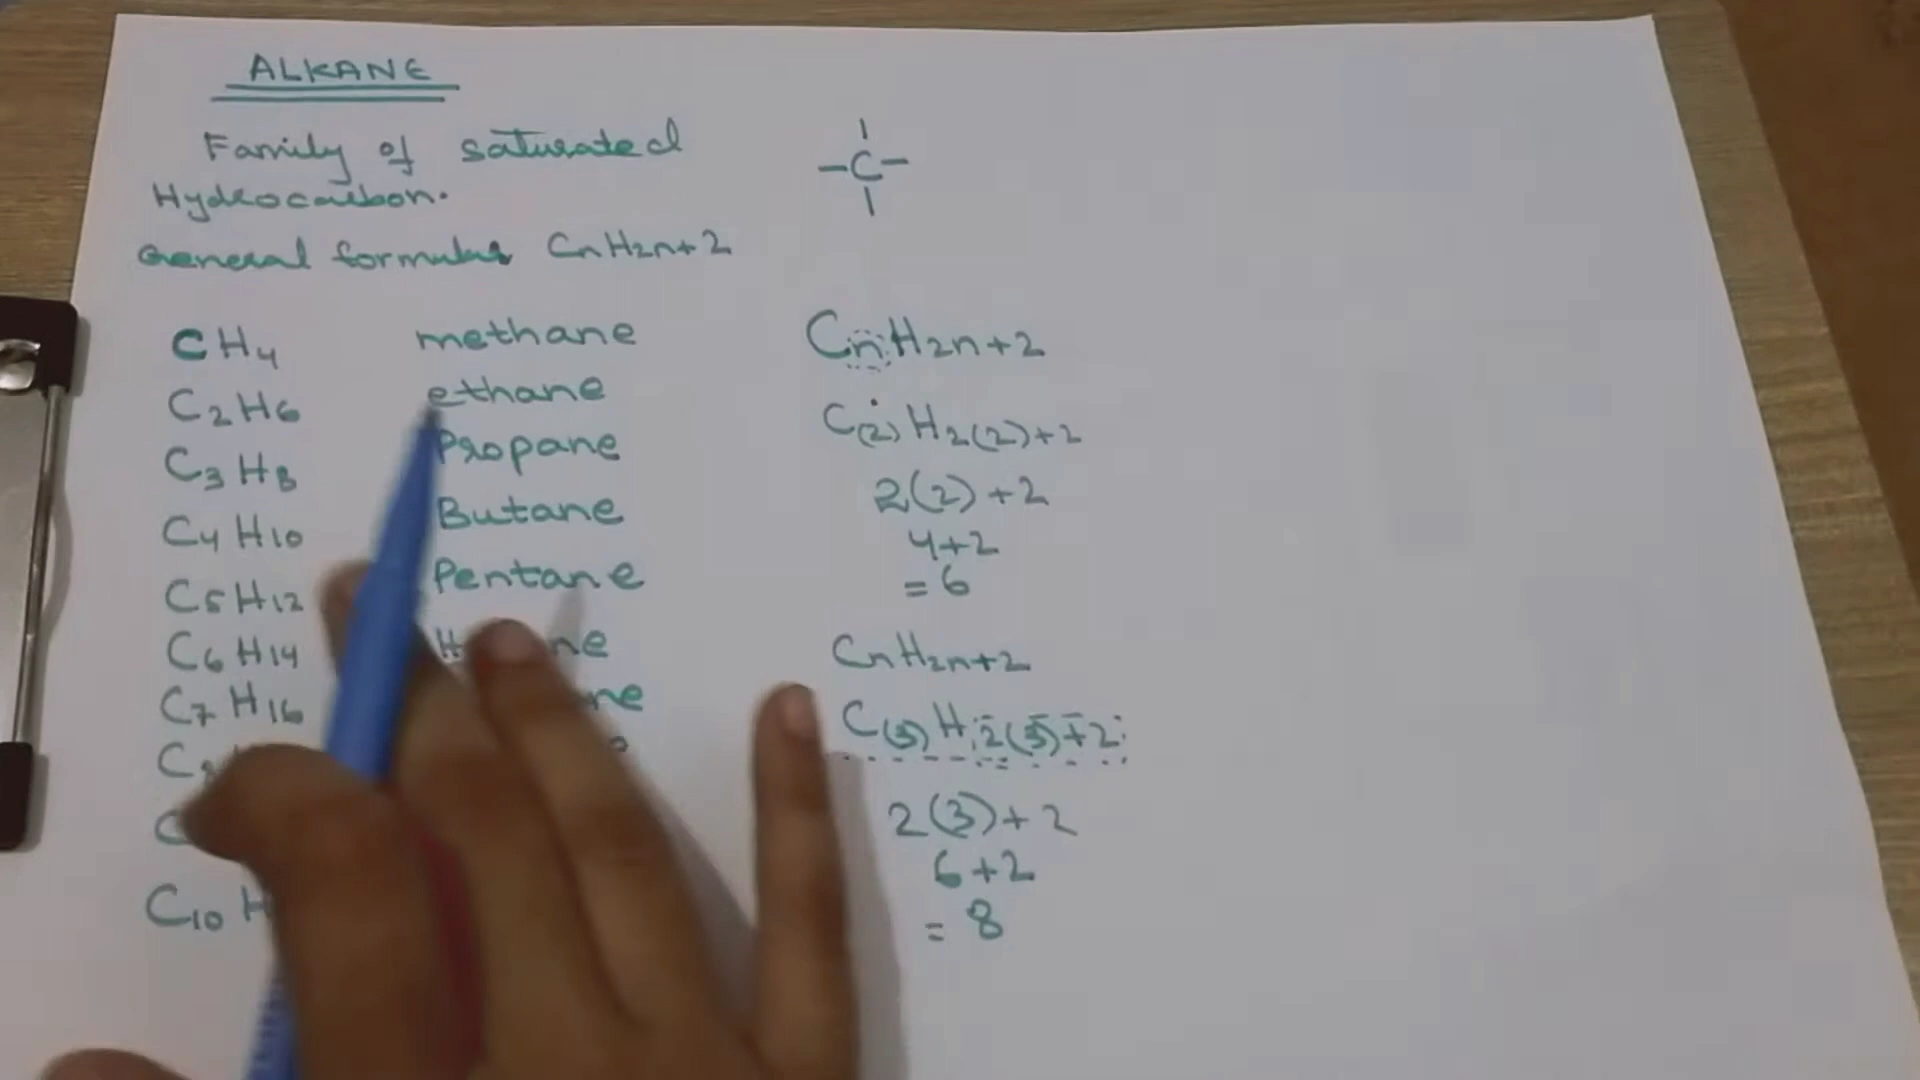 ALKANE
Family of saturated
Hydrocarbon.
General formular CnH2n+2
CH4 methane
C2H6 ethane
C3H8 Propane
C4H10 Butane
C5H12 Pentane
C6H14
C7H16
C10 H
C
CnH2n+2
C(2) H2(2)+2
2(2)+2
4+2
=6
CnH2n+2
C(3) H 2(3)+2
2(3)+2
6+2
= 8